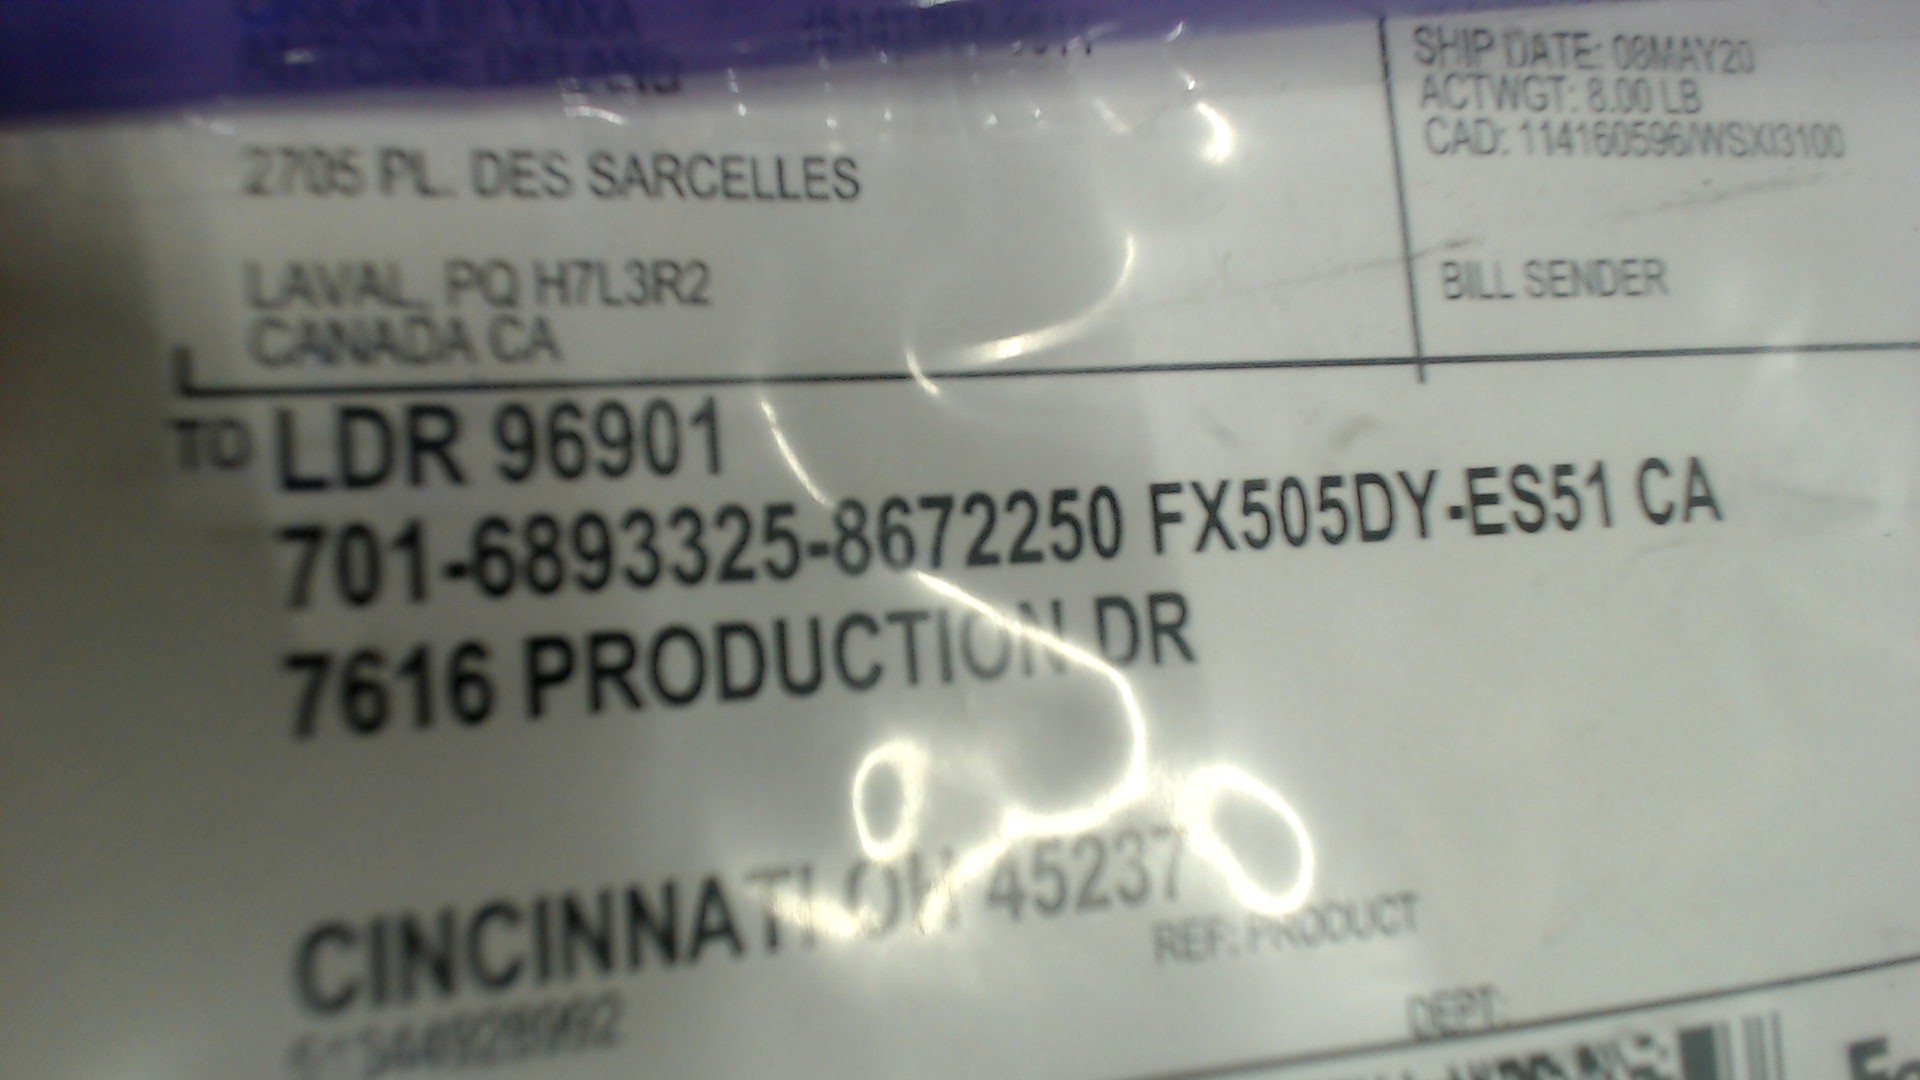 SHIP DATE: 08MAY20
ACTWGT: 8.00 LB
CAD: 114160596/WSXI3100
2705 PL. DES SARCELLES
LAVAL, PQ H7L3R2
CANADA CA
BILL SENDER
TO LDR 96901
701-6893325-8672250 FX505DY-ES51 CA
7616 PRODUCTION DR
CINCINNATI OH 45237
REF: PRODUCT
DEPT: